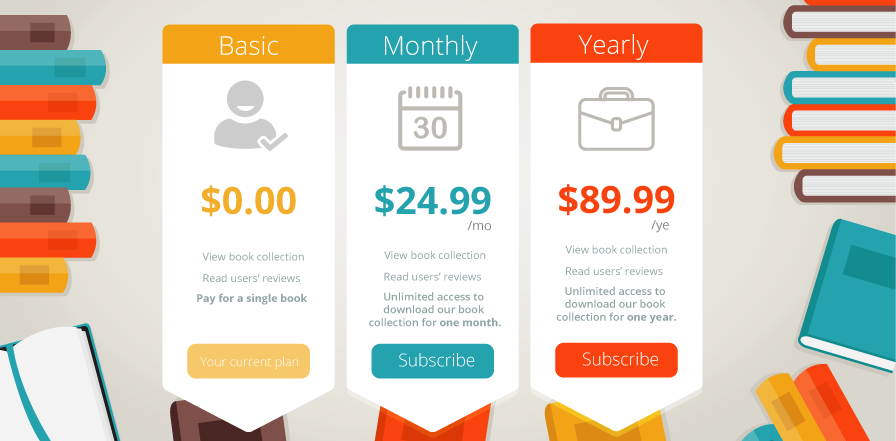 Basic
$0.00
View book collection
Read users' reviews
Pay for a single book
Your current plan
Monthly
30
$24.99
/mo
View book collection
Read users' reviews
Unlimited access to
download our book
collection for one month.
Subscribe
Yearly
$89.99
/ye
View book collection
Read users' reviews
Unlimited access to
download our book
collection for one year.
Subscribe